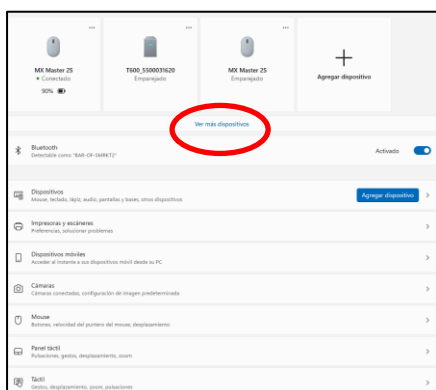 MX Master 2S
Conectado
90%
T600_5500031620
Emparejado
MX Master 2S
Emparejado
Agregar dispositivo
Ver más dispositivos
Bluetooth
Detectable como "BAR-OF-SMRKT2"
Activado
Dispositivos
Mouse, teclado, lápiz, audio, pantallas y bases, otros dispositivos
Agregar dispositivo
Impresoras y escáneres
Preferencias, solucionar problemas
Dispositivos móviles
Acceder al instante a sus dispositivos móvil desde su PC
Cámaras
Cámaras conectadas, configuración de imagen predeterminada
Mouse
Botones, velocidad del puntero del mouse, desplazamiento
Panel táctil
Pulsaciones, gestos, desplazamiento, zoom
Táctil
Gestos, desplazamiento, zoom, pulsaciones